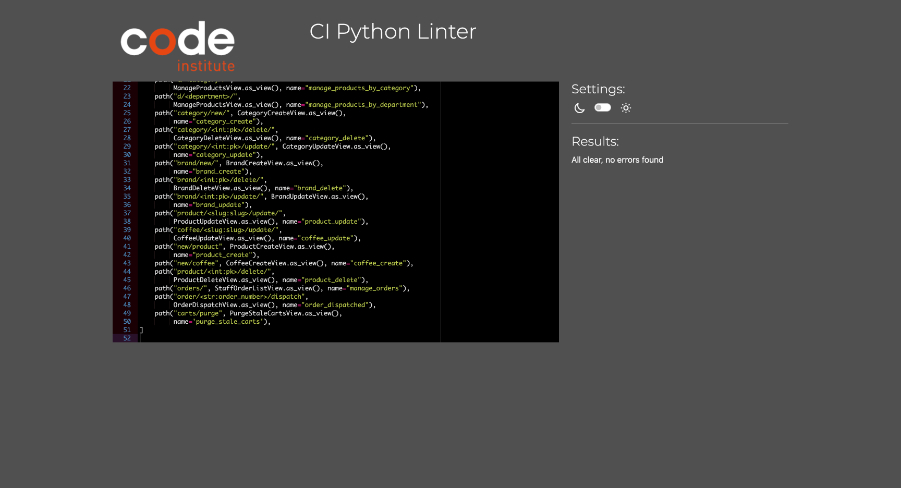 code
institute
CI Python Linter
22 ManageProductsView.as_view(), name="manage_products_by_category"),
23 path("d/<department>/",
24 ManageProductsView.as_view(), name="manage_products_by_department"),
25 path("category/new/", CategoryCreateView.as_view(),
26 name="category_create"),
27 path("category/<int:pk>/delete/",
28 CategoryDeleteView.as_view(), name="category_delete"),
29 path("category/<int:pk>/update/", CategoryUpdateView.as_view(),
30 name="category_update"),
31 path("brand/new/", BrandCreateView.as_view(),
32 name="brand_create"),
33 path("brand/<int:pk>/delete/",
34 BrandDeleteView.as_view(), name="brand_delete"),
35 path("brand/<int:pk>/update/", BrandUpdateView.as_view(),
36 name="brand_update"),
37 path("product/<slug:slug>/update/",
38 ProductUpdateView.as_view(), name="product_update"),
39 path("coffee/<slug:slug>/update/",
40 CoffeeUpdateView.as_view(), name="coffee_update"),
41 path("new/product", ProductCreateView.as_view(),
42 name="product_create"),
43 path("new/coffee", CoffeeCreateView.as_view(), name="coffee_create"),
44 path("product/<int:pk>/delete/",
45 ProductDeleteView.as_view(), name="product_delete"),
46 path("orders/", StaffOrderListView.as_view(), name="manage_orders"),
47 path("order/<str:order_number>/dispatch",
48 OrderDispatchView.as_view(), name="order_dispatched"),
49 path("carts/purge", PurgeStaleCartsView.as_view(),
50 name='purge_stale_carts'),
51 ]
52
Settings:
Results:
All clear, no errors found